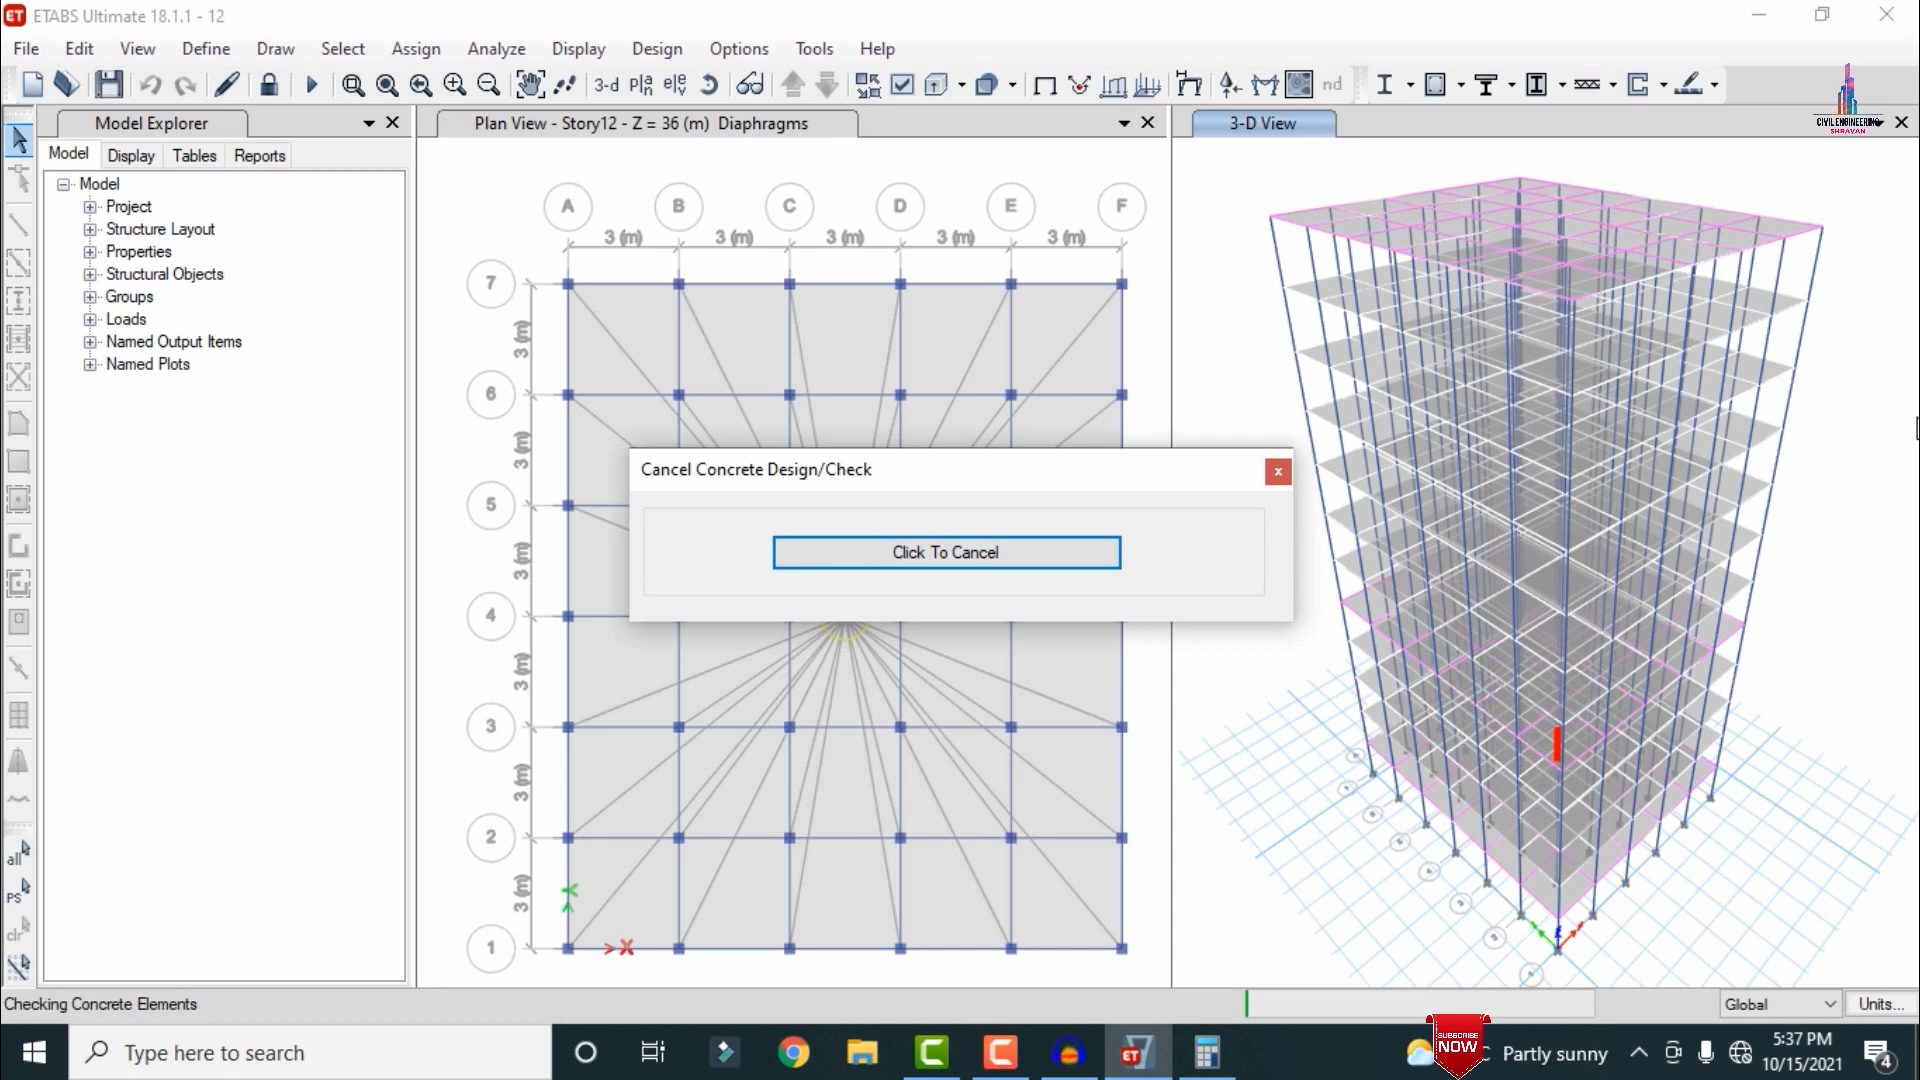 ETABS Ultimate 18.1.1 - 12
File Edit View Define Draw Select Assign Analyze Display Design Options Tools Help
3-d nd
Model Explorer
Plan View - Story12 - Z = 36 (m) Diaphragms
3-D View
CIVIL ENGINEERING
SHRAVAN
Model Display Tables Reports
Model
Project
Structure Layout
Properties
Structural Objects
Groups
Loads
Named Output Items
Named Plots
A B C D E F
3 (m) 3 (m) 3 (m) 3 (m) 3 (m)
7
3 (m)
6
3 (m)
5
3 (m)
4
3 (m)
3
3 (m)
2
3 (m)
1
X
Cancel Concrete Design/Check
Click To Cancel
all
PS
clr
Checking Concrete Elements
Global
Units...
Type here to search
ET
SUBSCRIBE
NOW
Partly sunny
5:37 PM
10/15/2021
4